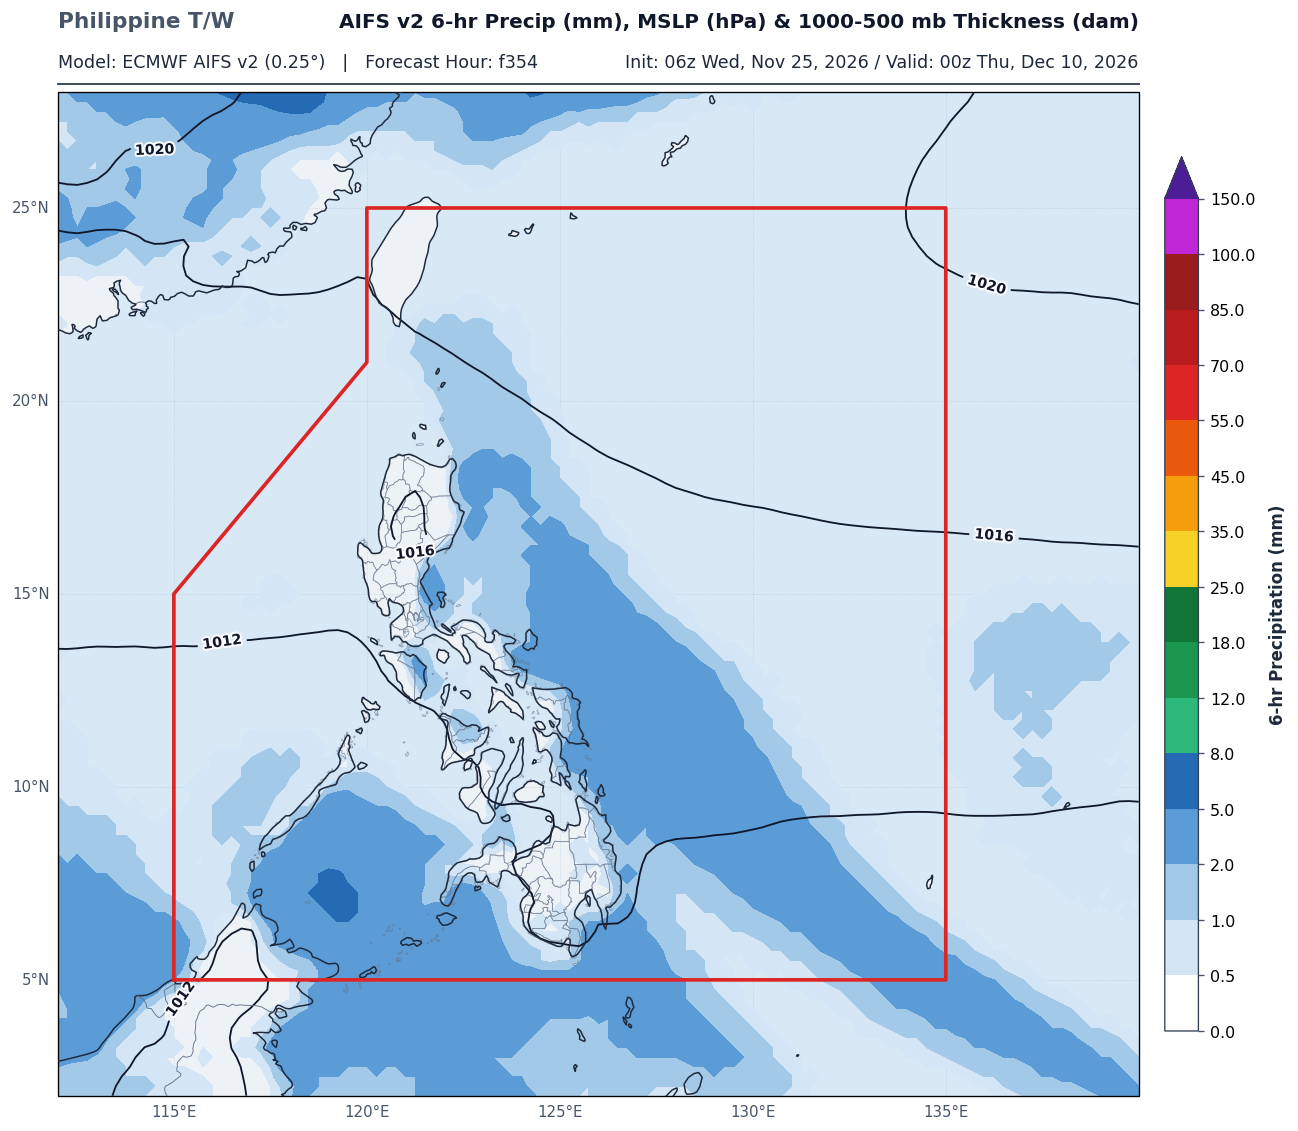 Philippine T/W
AIFS v2 6-hr Precip (mm), MSLP (hPa) & 1000-500 mb Thickness (dam)
Model: ECMWF AIFS v2 (0.25°) | Forecast Hour: f354
Init: 06z Wed, Nov 25, 2026 / Valid: 00z Thu, Dec 10, 2026
1020
25°N
1020
20°N
1016
1016
15°N
1012
10°N
5°N
1012
115°E
120°E
125°E
130°E
135°E
150.0
100.0
85.0
70.0
55.0
45.0
35.0
25.0
18.0
12.0
8.0
5.0
2.0
1.0
0.5
0.0
6-hr Precipitation (mm)